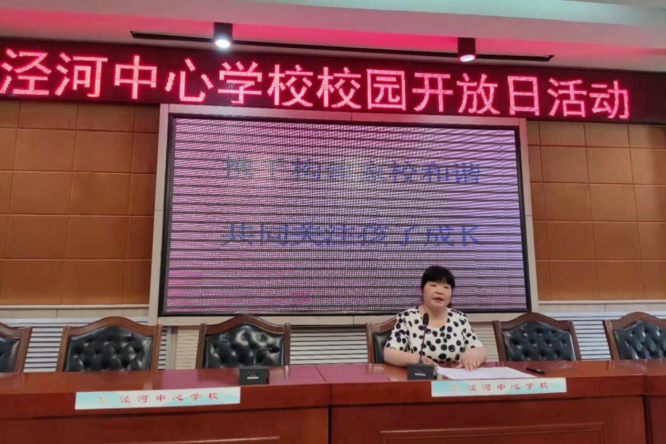 泾河中心学校校园开放日活动
携手构建家校和谐
共同关注孩子成长
泾河中心学校
泾河中心学校